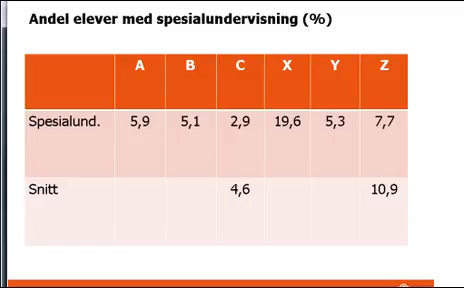 Andel elever med spesialundervisning (%)
A B C X Y Z
Spesialund. 5,9 5,1 2,9 19,6 5,3 7,7
Snitt 4,6 10,9